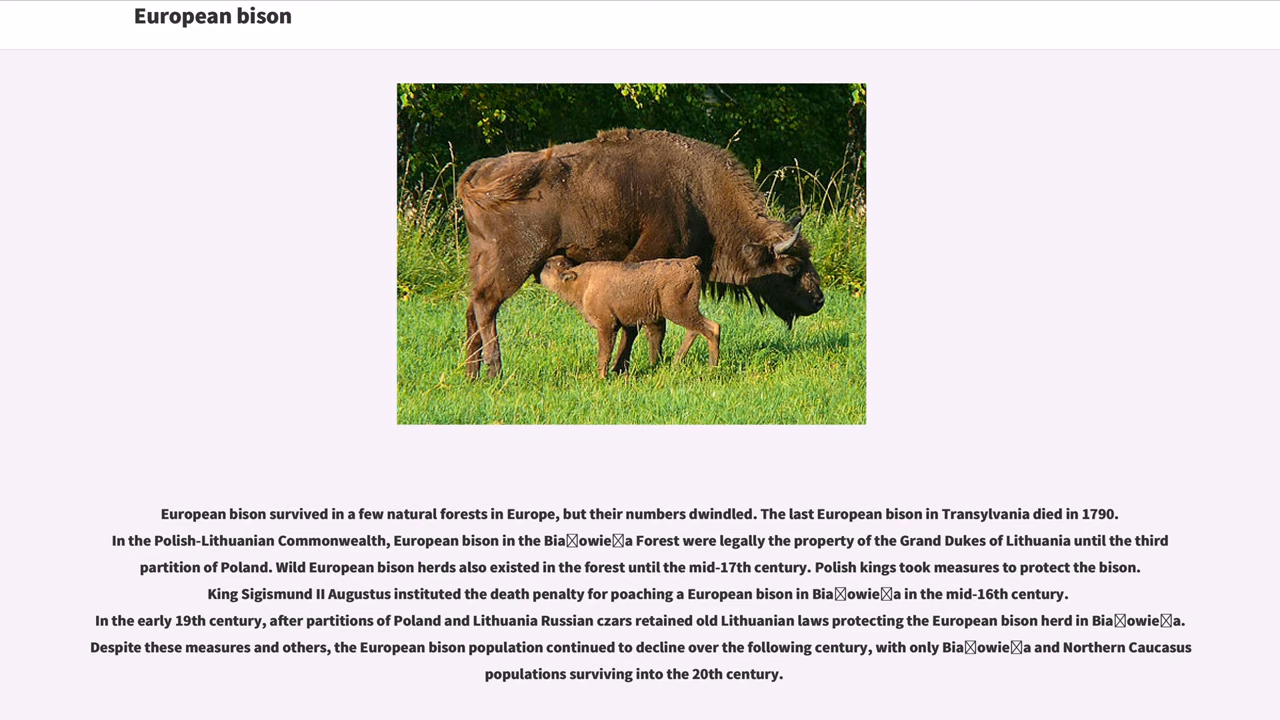 European bison
European bison survived in a few natural forests in Europe, but their numbers dwindled. The last European bison in Transylvania died in 1790.
In the Polish-Lithuanian Commonwealth, European bison in the Bia□owie□a Forest were legally the property of the Grand Dukes of Lithuania until the third
partition of Poland. Wild European bison herds also existed in the forest until the mid-17th century. Polish kings took measures to protect the bison.
King Sigismund II Augustus instituted the death penalty for poaching a European bison in Bia□owie□a in the mid-16th century.
In the early 19th century, after partitions of Poland and Lithuania Russian czars retained old Lithuanian laws protecting the European bison herd in Bia□owie□a.
Despite these measures and others, the European bison population continued to decline over the following century, with only Bia□owie□a and Northern Caucasus
populations surviving into the 20th century.